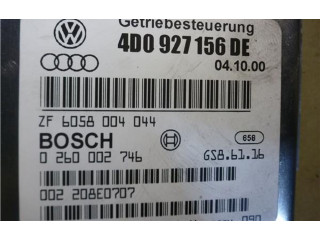 Getriebesteuerung
4D0 927 156 DE
04.10.00
ZF 6058 004 044
BOSCH
0 260 002 746
658
GS8.61.16
002 208E0707